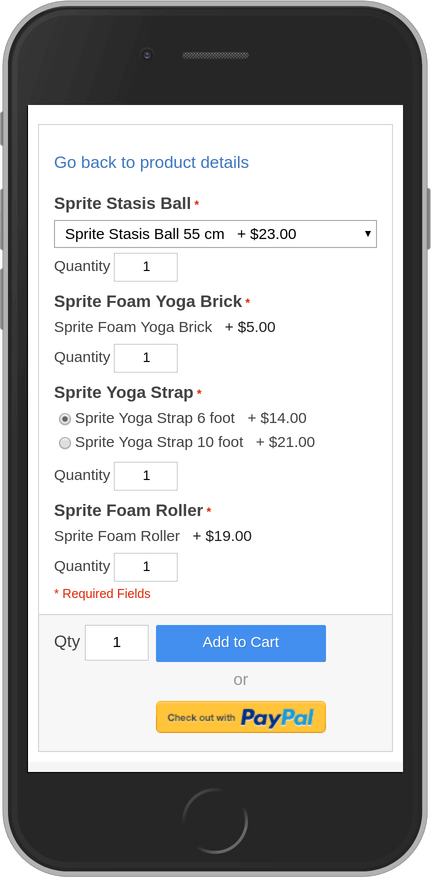 Go back to product details
Sprite Stasis Ball *
Sprite Stasis Ball 55 cm + $23.00
Quantity 1
Sprite Foam Yoga Brick *
Sprite Foam Yoga Brick + $5.00
Quantity 1
Sprite Yoga Strap *
Sprite Yoga Strap 6 foot + $14.00
Sprite Yoga Strap 10 foot + $21.00
Quantity 1
Sprite Foam Roller *
Sprite Foam Roller + $19.00
Quantity 1
* Required Fields
Qty 1 Add to Cart
or
Check out with PayPal